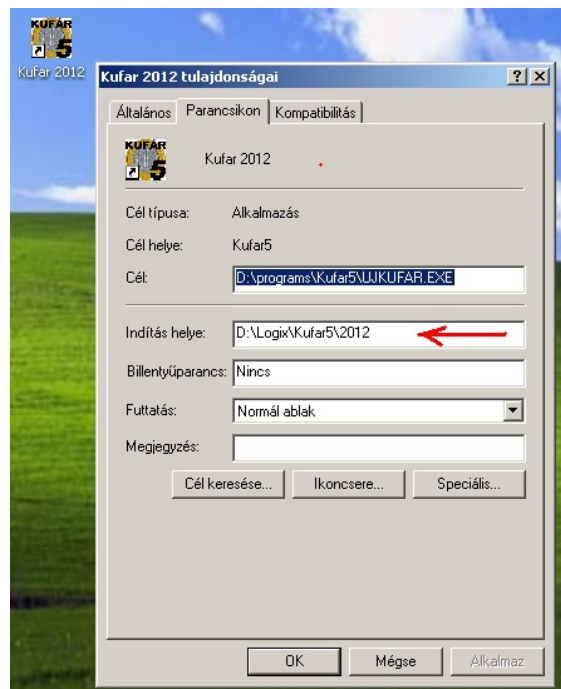 KUFÁR
5
Kufar 2012
Kufar 2012 tulajdonságai
Általános Parancsikon Kompatibilitás
KUFÁR
5
Kufar 2012
Cél típusa: Alkalmazás
Cél helye: Kufar5
Cél: D:\programs\Kufar5\UJKUFAR.EXE
Indítás helye: D:\Logix\Kufar5\2012
Billentyűparancs: Nincs
Futtatás: Normál ablak
Megjegyzés:
Cél keresése... Ikoncsere... Speciális...
OK Mégse Alkalmaz